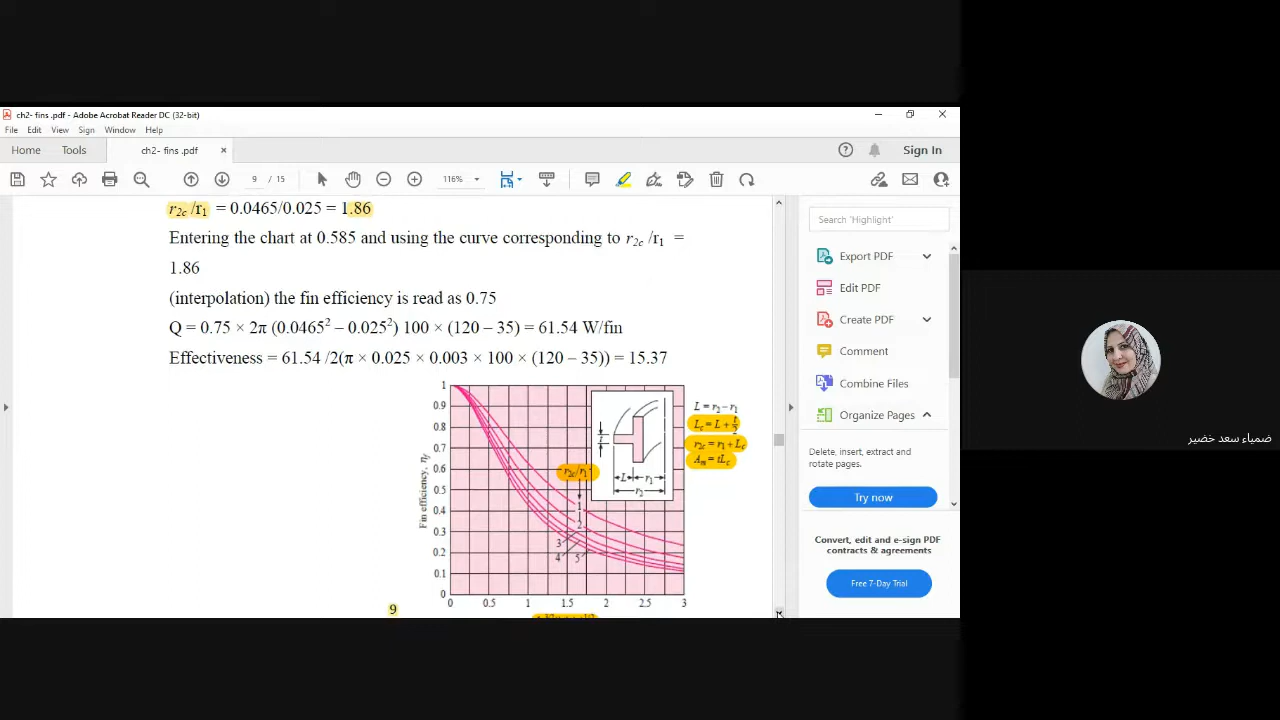 ch2- fins .pdf - Adobe Acrobat Reader DC (32-bit)
File Edit View Sign Window Help
Home Tools ch2- fins .pdf × Sign In
9 / 15 116%
r2c /r1 = 0.0465/0.025 = 1.86
Entering the chart at 0.585 and using the curve corresponding to r2c /r1 =
1.86
(interpolation) the fin efficiency is read as 0.75
Q = 0.75 × 2π (0.0465² – 0.025²) 100 × (120 – 35) = 61.54 W/fin
Effectiveness = 61.54 /2(π × 0.025 × 0.003 × 100 × (120 – 35)) = 15.37
1
0.9
0.8
0.7
0.6
0.5
0.4
0.3
0.2
0.1
0
Fin efficiency, ηf
r2c/r1
1
2
3
4 5
t
L r1
r2
L = r2 – r1
Lc = L + t/2
r2c = r1 + Lc
Am = tLc
0 0.5 1 1.5 2 2.5 3
9
Search 'Highlight'
Export PDF
Edit PDF
Create PDF
Comment
Combine Files
Organize Pages
Delete, insert, extract and
rotate pages.
Try now
Convert, edit and e-sign PDF
contracts & agreements
Free 7-Day Trial
ضمياء سعد خضير